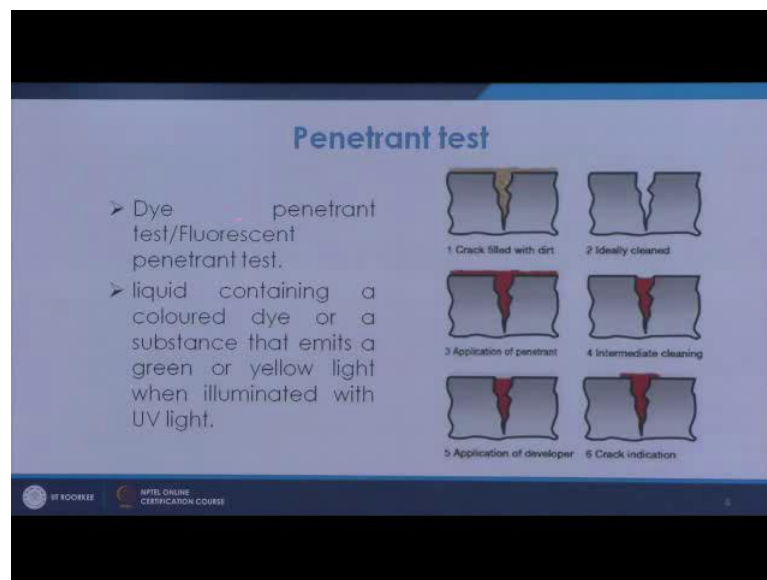 Penetrant test
➢ Dye penetrant
test/Fluorescent
penetrant test.
➢ liquid containing a
coloured dye or a
substance that emits a
green or yellow light
when illuminated with
UV light.
1 Crack filled with dirt
2 Ideally cleaned
3 Application of penetrant
4 Intermediate cleaning
5 Application of developer
6 Crack indication
IIT ROORKEE
NPTEL ONLINE
CERTIFICATION COURSE